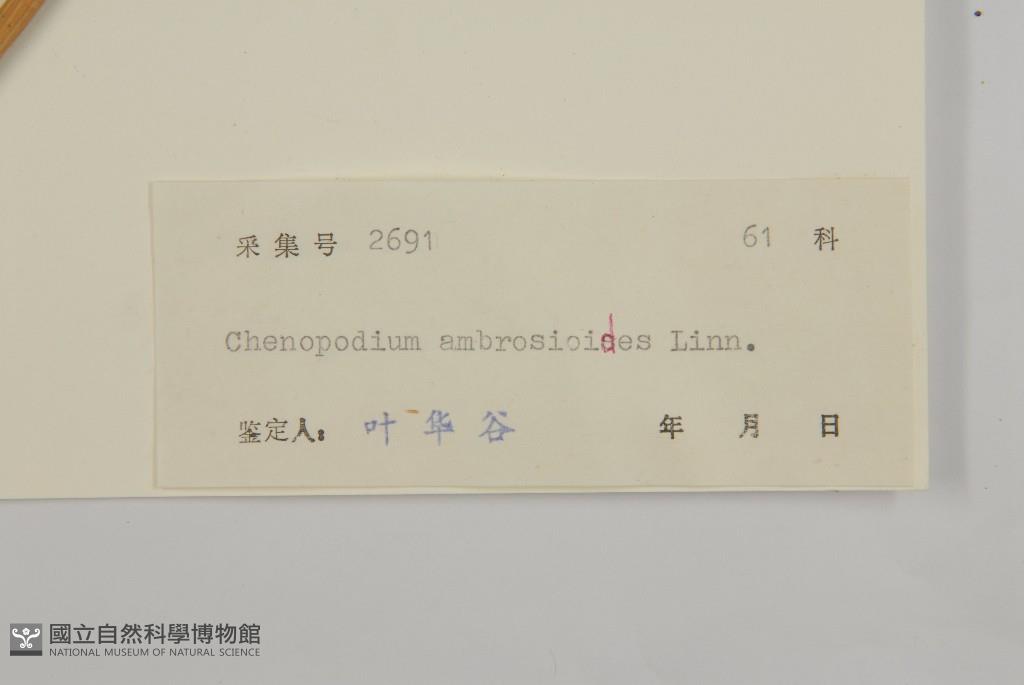 采集号 2691 61 科
Chenopodium ambrosioides Linn.
鉴定人: 叶华谷 年 月 日
國立自然科學博物館
NATIONAL MUSEUM OF NATURAL SCIENCE